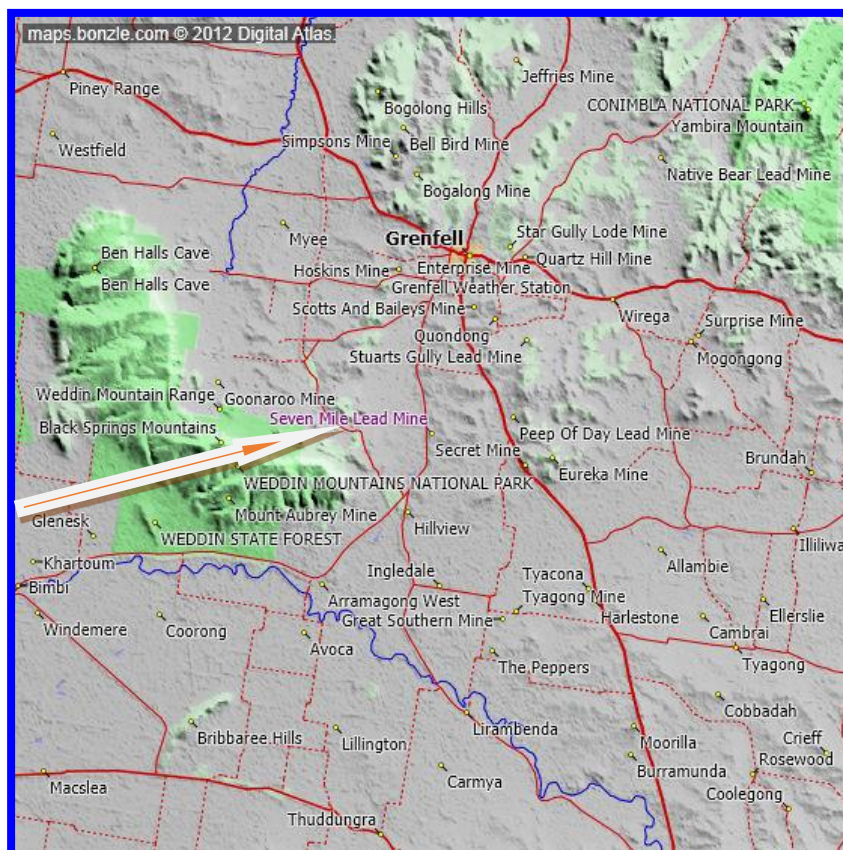 maps.bonzle.com © 2012 Digital Atlas.
Jeffries Mine
Piney Range
Bogolong Hills
CONIMBLA NATIONAL PARK
Yambira Mountain
Westfield
Simpsons Mine
Bell Bird Mine
Native Bear Lead Mine
Bogalong Mine
Myee
Grenfell
Star Gully Lode Mine
Ben Halls Cave
Quartz Hill Mine
Hoskins Mine
Enterprise Mine
Ben Halls Cave
Grenfell Weather Station
Scotts And Baileys Mine
Wirega
Surprise Mine
Quondong
Stuarts Gully Lead Mine
Mogongong
Weddin Mountain Range
Goonaroo Mine
Seven Mile Lead Mine
Black Springs Mountains
Peep Of Day Lead Mine
Secret Mine
Eureka Mine
Brundah
WEDDIN MOUNTAINS NATIONAL PARK
Mount Aubrey Mine
Glenesk
Hillview
Illiliwa
WEDDIN STATE FOREST
Khartoum
Allambie
Ingledale
Tyacona
Bimbi
Arramagong West
Tyagong Mine
Ellerslie
Windemere
Coorong
Great Southern Mine
Harlestone
Cambrai
Avoca
The Peppers
Tyagong
Cobbadah
Lirambenda
Bribbaree Hills
Lillington
Moorilla
Crieff
Rosewood
Burramunda
Macslea
Carmya
Coolegong
Thuddungra